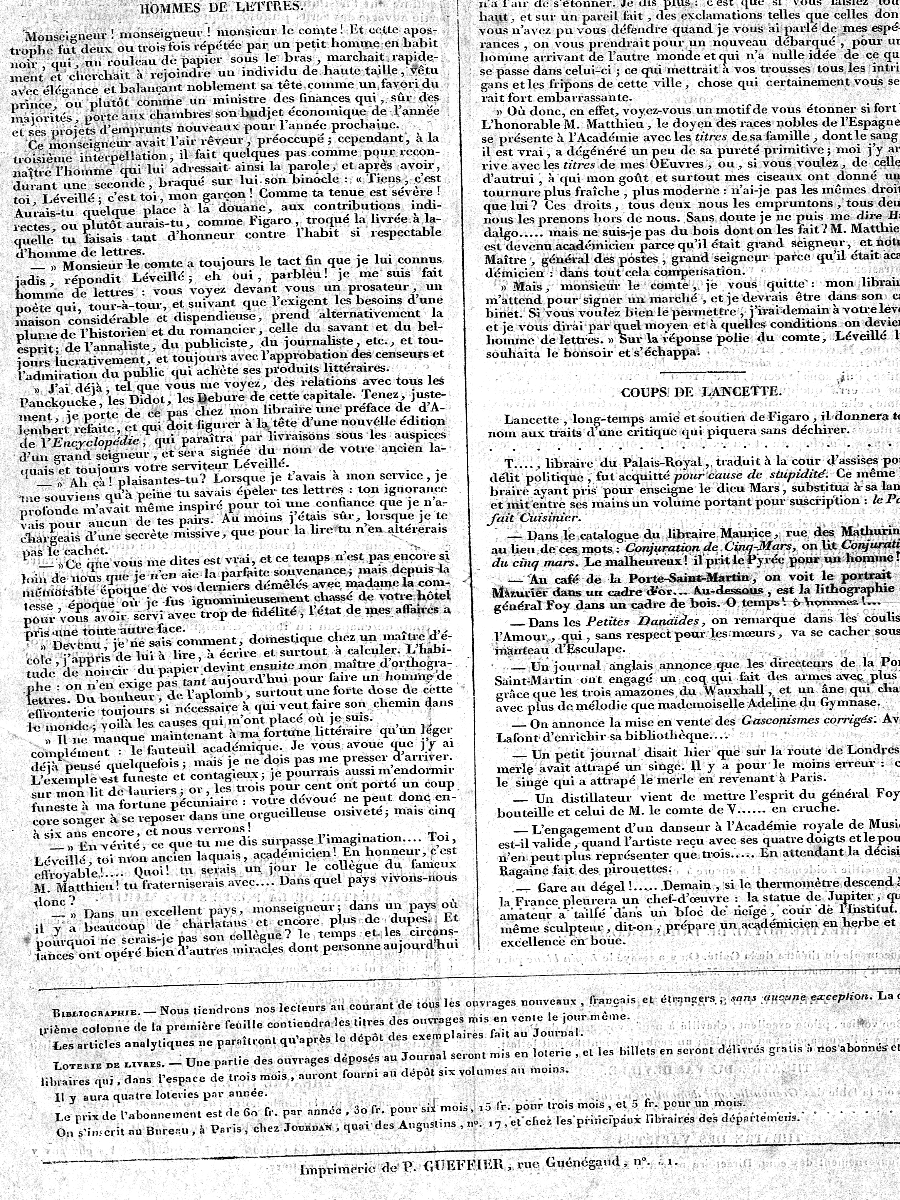 HOMMES DE LETTRES.
Monseigneur ! monseigneur ! monsieur le comte ! Et cette apos-
trophe fut deux ou trois fois répétée par un petit homme en habit
noir , qui , un rouleau de papier sous le bras , marchait rapide-
ment et cherchait à rejoindre un individu de haute taille , vêtu
avec élégance et balançant noblement sa tête comme un favori du
prince, ou plutôt comme un ministre des finances qui , sûr des
majorités , porte aux chambres son budjet économique de l'année
et ses projets d'emprunts nouveaux pour l'année prochaine.
Ce monseigneur avait l'air rêveur , préoccupé ; cependant , à la
troisième interpellation , il fait quelques pas comme pour recon-
naître l'homme qui lui adressait ainsi la parole, et après avoir ,
durant une seconde , braqué sur lui son binocle : « Tiens , c'est
toi, Léveillé ; c'est toi, mon garçon ! Comme ta tenue est sévère !
Aurais-tu quelque place à la douane, aux contributions indi-
rectes, ou plutôt aurais-tu, comme Figaro , troqué la livrée à la-
quelle tu faisais tant d'honneur contre l'habit si respectable
d'homme de lettres.
— » Monsieur le comte a toujours le tact fin que je lui connus
jadis , répondit Léveillé ; eh oui , parbleu ! je me suis fait
homme de lettres : vous voyez devant vous un prosateur , un
poète qui, tour-à-tour, et suivant que l'exigent les besoins d'une
maison considérable et dispendieuse, prend alternativement la
plume de l'historien et du romancier, celle du savant et du bel-
esprit; de l'annaliste, du publiciste, du journaliste, etc., et tou-
jours lucrativement, et toujours avec l'approbation des censeurs et
l'admiration du public qui achète ses produits littéraires.
» J'ai déjà , tel que vous me voyez, des relations avec tous les
Panckoucke, les Didot, les Debure de cette capitale. Tenez, juste-
ment , je porte de ce pas chez mon libraire une préface de d'A-
lembert refaite, et qui doit figurer à la tête d'une nouvelle édition
de l'Encyclopédie , qui paraîtra par livraisons sous les auspices
d'un grand seigneur , et sera signée du nom de votre ancien la-
quais et toujours votre serviteur Léveillé.
— » Ah çà ! plaisantes-tu? Lorsque je t'avais à mon service , je
me souviens qu'à peine tu savais épeler tes lettres : ton ignorance
profonde m'avait même inspiré pour toi une confiance que je n'a-
vais pour aucun de tes pairs. Au moins j'étais sûr, lorsque je te
chargeais d'une secrète missive, que pour la lire tu n'en altérerais
pas le cachet.
— » Ce que vous me dites est vrai, et ce temps n'est pas encore si
loin de nous que je n'en aie la parfaite souvenance; mais depuis la
mémorable époque de vos derniers démêlés avec madame la com-
tesse , époque où je fus ignominieusement chassé de votre hôtel
pour vous avoir servi avec trop de fidélité , l'état de mes affaires a
pris une toute autre face.
» Devenu, je ne sais comment, domestique chez un maître d'é-
cole , j'appris de lui à lire , à écrire et surtout à calculer. L'habi-
tude de noircir du papier devint ensuite mon maître d'orthogra-
phe : on n'en exige pas tant aujourd'hui pour faire un homme de
lettres. Du bonheur , de l'aplomb , surtout une forte dose de cette
effronterie toujours si nécessaire à qui veut faire son chemin dans
le monde ; voilà les causes qui m'ont placé où je suis.
» Il ne manque maintenant à ma fortune littéraire qu'un léger
complément : le fauteuil académique. Je vous avoue que j'y ai
déjà pensé quelquefois ; mais je ne dois pas me presser d'arriver.
L'exemple est funeste et contagieux; je pourrais aussi m'endormir
sur mon lit de lauriers ; or , les trois pour cent ont porté un coup
funeste à ma fortune pécuniaire : votre dévoué ne peut donc en-
core songer à se reposer dans une orgueilleuse oisiveté; mais cinq
à six ans encore, et nous verrons !
— » En vérité, ce que tu me dis surpasse l'imagination.... Toi,
Léveillé, toi mon ancien laquais, académicien ! En honneur, c'est
effroyable !.... Quoi ! tu serais un jour le collègue du fameux
M. Matthieu ! tu fraterniserais avec.... Dans quel pays vivons-nous
donc ?
— » Dans un excellent pays, monseigneur ; dans un pays où
il y a beaucoup de charlatans et encore plus de dupes. Et
pourquoi ne serais-je pas son collègue ? le temps et les circons-
tances ont opéré bien d'autres miracles dont personne aujourd'hui
n'a l'air de s'étonner. Je dis plus : c'est que si vous faisiez tout
haut , et sur un pareil fait , des exclamations telles que celles don
vous n'avez pu vous défendre quand je vous ai parlé de mes espé-
rances , on vous prendrait pour un nouveau débarqué , pour un
homme arrivant de l'autre monde et qui n'a nulle idée de ce qu
se passe dans celui-ci ; ce qui mettrait à vos trousses tous les intri
gans et les fripons de cette ville , chose qui certainement vous se
rait fort embarrassante.
» Où donc, en effet, voyez-vous un motif de vous étonner si fort
L'honorable M. Matthieu, le doyen des races nobles de l'Espagne
se présente à l'Académie avec les titres de sa famille , dont le sang
il est vrai , a dégénéré un peu de sa pureté primitive ; moi j'y ar
rive avec les titres de mes OEuvres , ou , si vous voulez , de celle
d'autrui , à qui mon goût et surtout mes ciseaux ont donné un
tournure plus fraîche , plus moderne : n'ai-je pas les mêmes droit
que lui? Ces droits , tous deux nous les empruntons , tous deu
nous les prenons hors de nous. Sans doute je ne puis me dire H
dalgo..... mais ne suis-je pas du bois dont on les fait ? M. Matthie
est devenu académicien parce qu'il était grand seigneur, et notr
Maître , général des postes , grand seigneur parce qu'il était aca
démicien : dans tout cela compensation.
» Mais , monsieur le comte , je vous quitte : mon librair
m'attend pour signer un marché , et je devrais être dans son c
binet. Si vous voulez bien le permettre , j'irai demain à votre leve
et je vous dirai par quel moyen et à quelles conditions on devien
homme de lettres. » Sur la réponse polie du comte, Léveillé l
souhaita le bonsoir et s'échappa.
COUPS DE LANCETTE.
Lancette , long-temps amie et soutien de Figaro , il donnera to
nom aux traits d'une critique qui piquera sans déchirer.
T...., libraire du Palais-Royal, traduit à la cour d'assises po
délit politique , fut acquitté pour cause de stupidité. Ce même
braire ayant pris pour enseigne le dieu Mars, substitua à sa lan
et mit entre ses mains un volume portant pour suscription : le Pa
fait Cuisinier.
— Dans le catalogue du libraire Maurice, rue des Mathurin
au lieu de ces mots : Conjuration de Cinq-Mars, on lit Conjurati
du cinq mars. Le malheureux ! il prit le Pyrée pour un homme !
— Au café de la Porte-Saint-Martin , on voit le portrait
Mazurier dans un cadre d'or... Au-dessous , est la lithographie
général Foy dans un cadre de bois. O temps ! ô hommes !...
— Dans les Petites Danaïdes, on remarque dans les coulis
l'Amour , qui , sans respect pour les mœurs , va se cacher sous
manteau d'Esculape.
— Un journal anglais annonce que les directeurs de la Por
Saint-Martin ont engagé un coq qui fait des armes avec plus
grâce que les trois amazones du Wauxhall , et un âne qui cha
avec plus de mélodie que mademoiselle Adeline du Gymnase.
— On annonce la mise en vente des Gasconismes corrigés. Av
Lafont d'enrichir sa bibliothèque....
— Un petit journal disait hier que sur la route de Londres
merle avait attrapé un singe. Il y a pour le moins erreur : c
le singe qui a attrapé le merle en revenant à Paris.
— Un distillateur vient de mettre l'esprit du général Foy
bouteille et celui de M. le comte de V...... en cruche.
— L'engagement d'un danseur à l'Académie royale de Musi
est-il valide, quand l'artiste reçu avec ses quatre doigts et le pou
n'en peut plus représenter que trois..... En attendant la décisi
Ragaine fait des pirouettes.
— Gare au dégel !..... Demain , si le thermomètre descend à
la France pleurera un chef-d'œuvre : la statue de Jupiter , qu
amateur a taillé dans un bloc de neige, cour de l'Institut.
même sculpteur , dit-on , prépare un académicien en herbe et
excellence en boue.
BIBLIOGRAPHIE. — Nous tiendrons nos lecteurs au courant de tous les ouvrages nouveaux , français et étrangers , sans aucune exception. La
trième colonne de la première feuille contiendra les titres des ouvrages mis en vente le jour même.
Les articles analytiques ne paraîtront qu'après le dépôt des exemplaires fait au Journal.
LOTERIE DE LIVRES. — Une partie des ouvrages déposés au Journal seront mis en loterie , et les billets en seront délivrés gratis à nos abonnés et
libraires qui , dans l'espace de trois mois , auront fourni au dépôt six volumes au moins.
Il y aura quatre loteries par année.
Le prix de l'abonnement est de 60 fr. par année , 30 fr. pour six mois, 15 fr. pour trois mois , et 5 fr. pour un mois.
On s'inscrit au Bureau , à Paris, chez JOURDAN , quai des Augustins , n°. 17, et chez les principaux libraires des départemens.
Imprimerie de P. GUEFFIER , rue Guénégaud, n°.